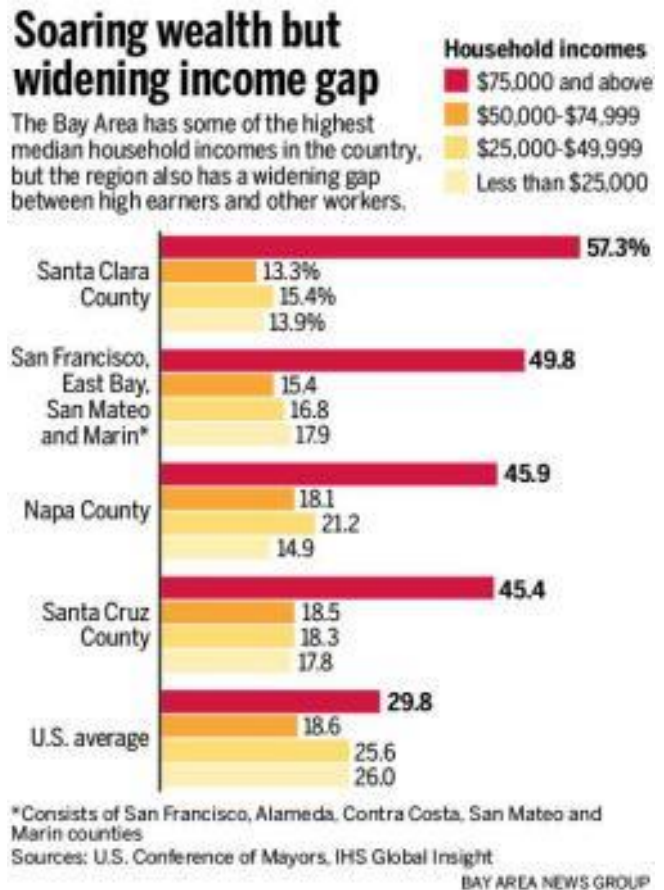 Soaring wealth but
widening income gap
The Bay Area has some of the highest
median household incomes in the country,
but the region also has a widening gap
between high earners and other workers.
Household incomes
$75,000 and above
$50,000-$74,999
$25,000-$49,999
Less than $25,000
Santa Clara
County
57.3%
13.3%
15.4%
13.9%
San Francisco,
East Bay,
San Mateo
and Marin*
49.8
15.4
16.8
17.9
Napa County
45.9
18.1
21.2
14.9
Santa Cruz
County
45.4
18.5
18.3
17.8
U.S. average
29.8
18.6
25.6
26.0
*Consists of San Francisco, Alameda, Contra Costa, San Mateo and
Marin counties
Sources: U.S. Conference of Mayors, IHS Global Insight
BAY AREA NEWS GROUP